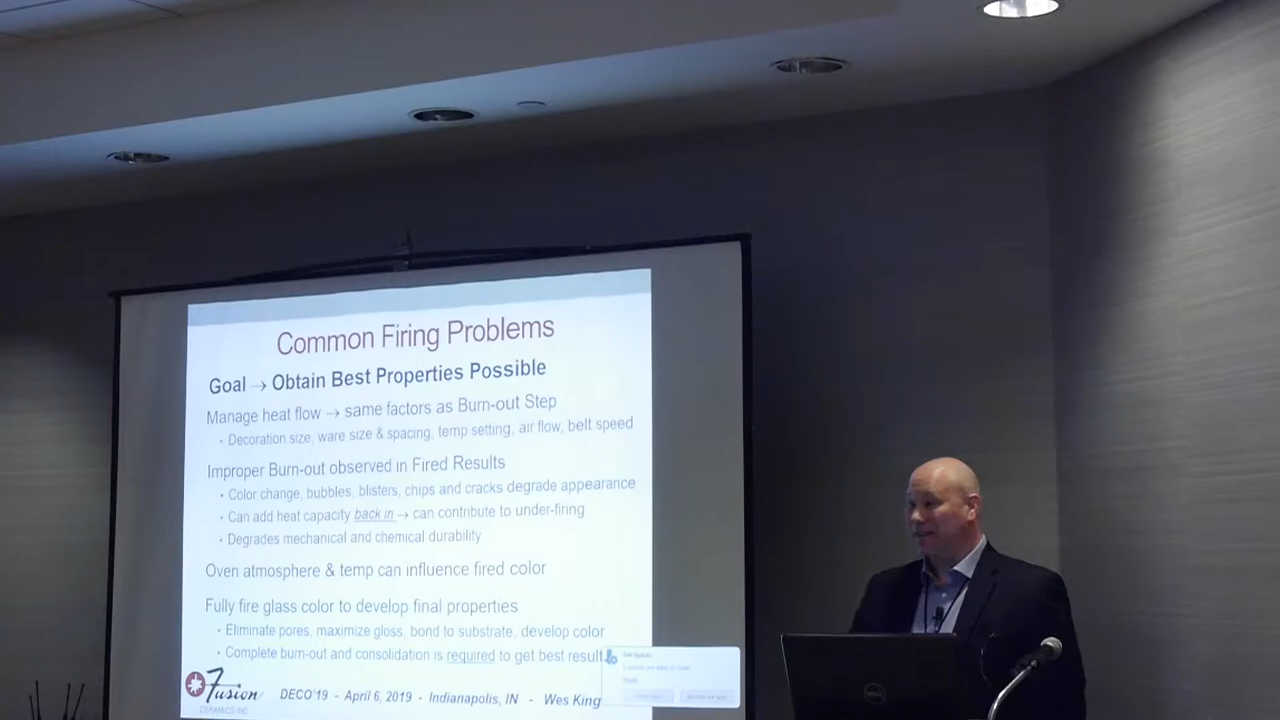 Common Firing Problems
Goal → Obtain Best Properties Possible
Manage heat flow → same factors as Burn-out Step
• Decoration size, ware size & spacing, temp setting, air flow, belt speed
Improper Burn-out observed in Fired Results
• Color change, bubbles, blisters, chips and cracks degrade appearance
• Can add heat capacity back in → can contribute to under-firing
• Degrades mechanical and chemical durability
Oven atmosphere & temp can influence fired color
Fully fire glass color to develop final properties
• Eliminate pores, maximize gloss, bond to substrate, develop color
• Complete burn-out and consolidation is required to get best result
Fusion
CERAMICS INC
DECO'19 - April 6, 2019 - Indianapolis, IN - Wes King
Dell Update
DELL